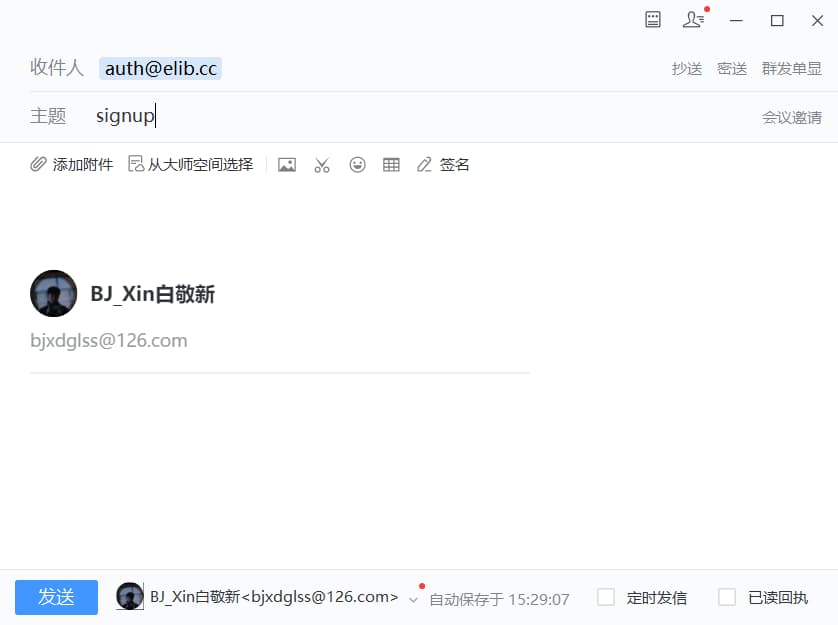 收件人 auth@elib.cc 抄送 密送 群发单显
主题 signup 会议邀请
添加附件 从大师空间选择 签名
BJ_Xin白敬新
bjxdglss@126.com
发送 BJ_Xin白敬新<bjxdglss@126.com> 自动保存于 15:29:07 定时发信 已读回执